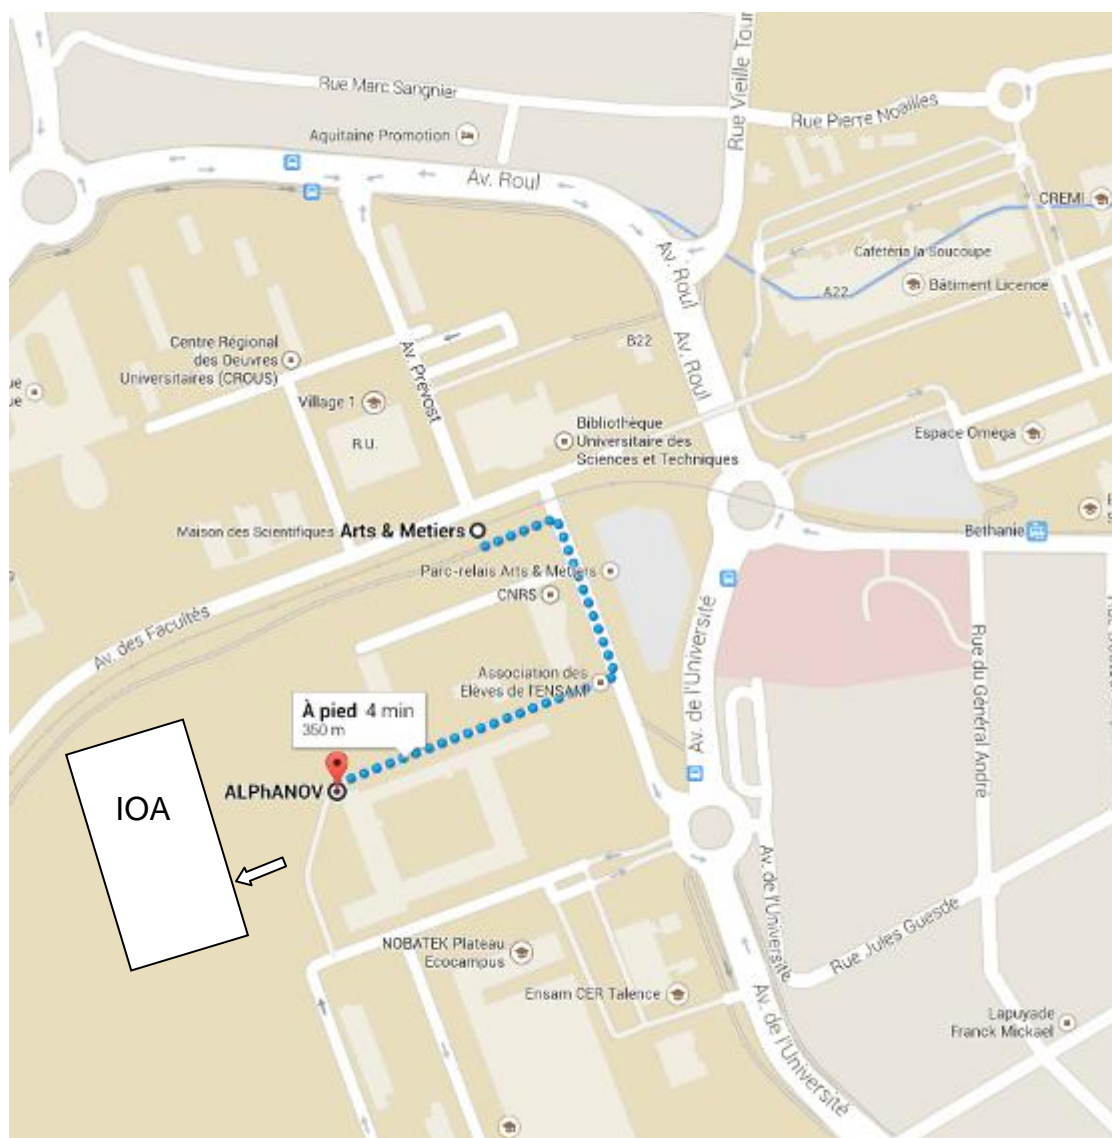 Rue Marc Sangnier
Rue Vieille Tour
Rue Pierre Noailles
Aquitaine Promotion
Av. Roul
CREMI
Av. Roul
Cafétéria la Soucoupe
Bâtiment Licence
A22
Centre Régional
des Oeuvres
Universitaires (CROUS)
Av. Prévost
B22
Av. Roul
Village 1
R.U.
Bibliothèque
Universitaire des
Sciences et Techniques
Espace Omega
Maison des Scientifiques Arts & Metiers
Bethanie
Parc-relais Arts & Métiers
CNRS
Av. des Facultés
Av. de l'Université
Rue du Général André
Association des
Elèves de l'ENSAM
À pied 4 min
350 m
ALPhANOV
IOA
Av. de l'Université
Rue Jules Guesde
NOBATEK Plateau
Ecocampus
Ensam CER Talence
Av. de l'Université
Lapuyade
Franck Mickael